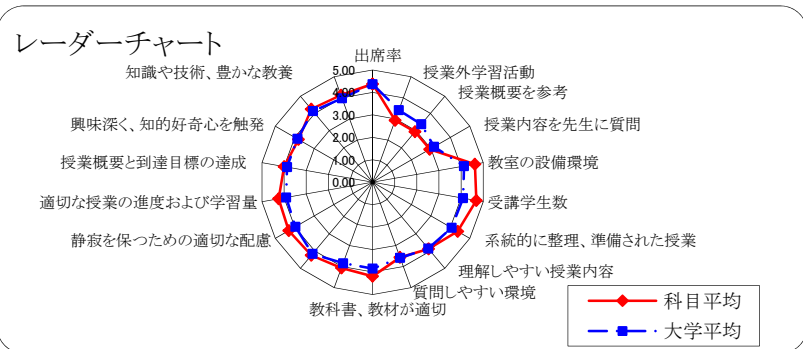 レーダーチャート
出席率
授業外学習活動
授業概要を参考
授業内容を先生に質問
教室の設備環境
受講学生数
系統的に整理、準備された授業
理解しやすい授業内容
質問しやすい環境
教科書、教材が適切
静寂を保つための適切な配慮
適切な授業の進度および学習量
授業概要と到達目標の達成
興味深く、知的好奇心を触発
知識や技術、豊かな教養
5.00
4.00
3.00
2.00
1.00
0.00
科目平均
大学平均